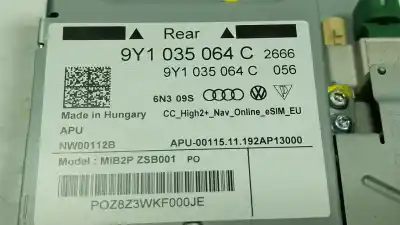 Rear
9Y1 035 064 C 2666
9Y1 035 064 C 056
6N3 09S
Made in Hungary CC_High2+_Nav_Online_eSIM_EU
APU
NW00112B APU-00115.11.192AP13000
Model : MIB2P ZSB001 PO
POZ8Z3WKF000JE